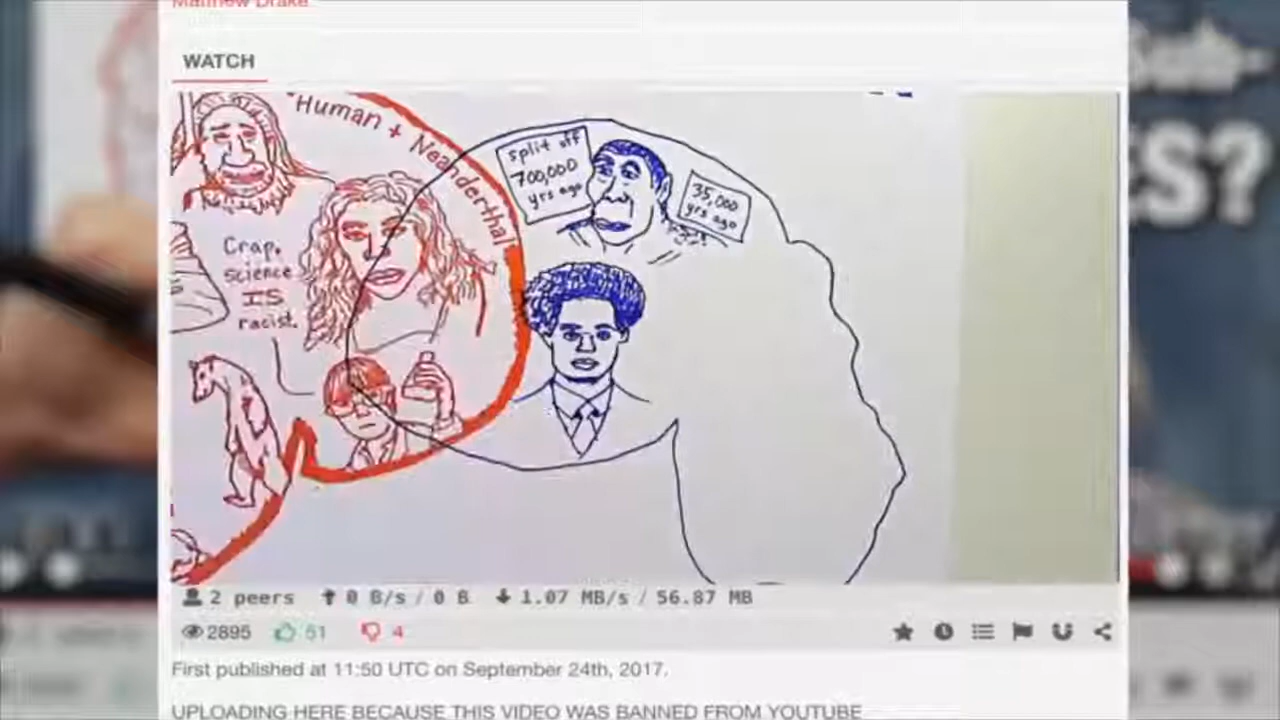 Matthew Drake
WATCH
Human + Neanderthal
split off
700,000
yrs ago
35,000
yrs ago
Crap.
science
IS
racist.
2 peers 0 B/s / 0 B 1.07 MB/s / 56.87 MB
2895 51 4
First published at 11:50 UTC on September 24th, 2017.
UPLOADING HERE BECAUSE THIS VIDEO WAS BANNED FROM YOUTUBE